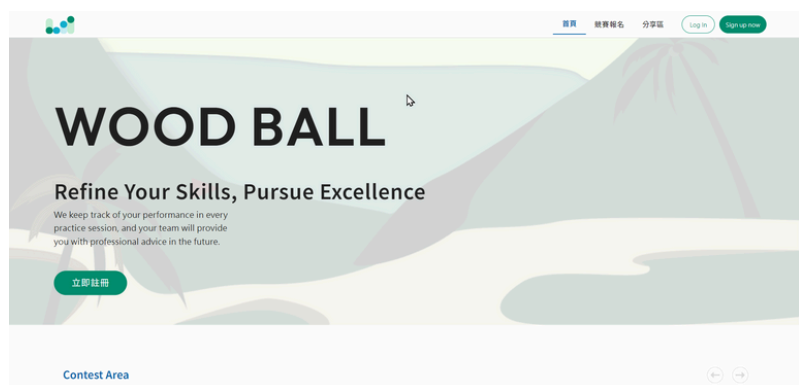 首頁 競賽報名 分享區 Log in Sign up now
WOOD BALL
Refine Your Skills, Pursue Excellence
We keep track of your performance in every
practice session, and your team will provide
you with professional advice in the future.
立即註冊
Contest Area